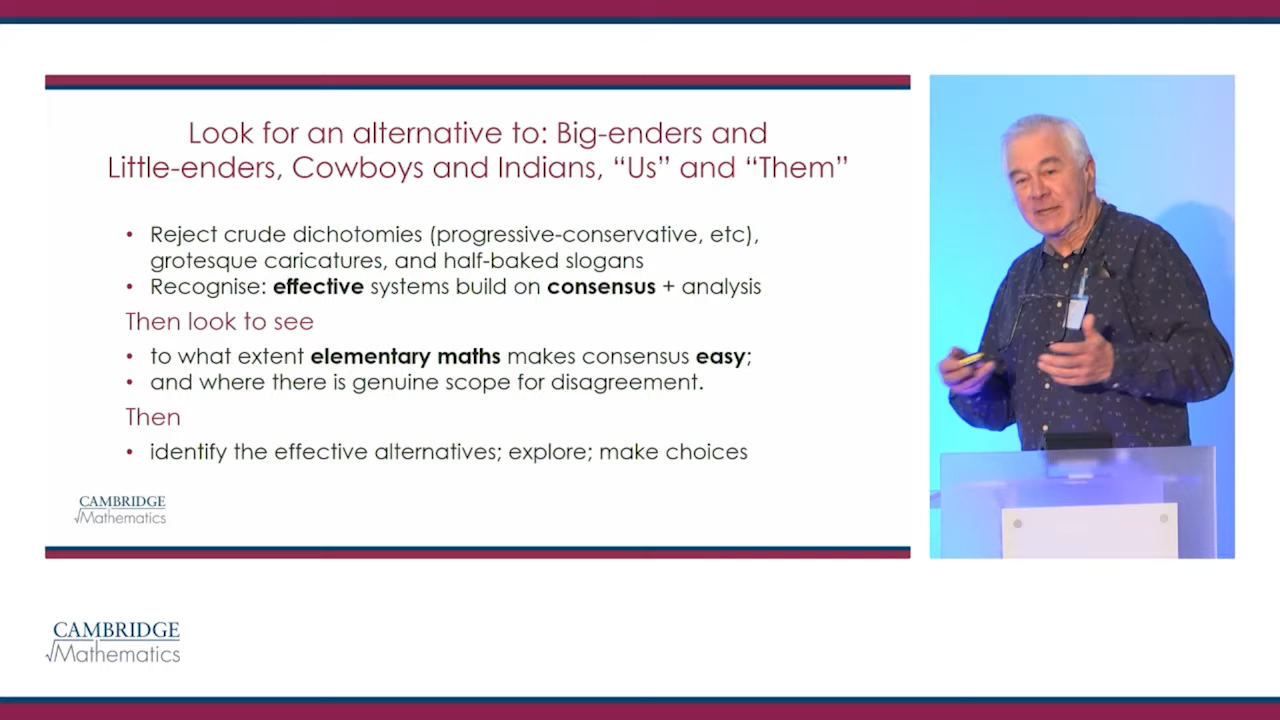 Look for an alternative to: Big-enders and
Little-enders, Cowboys and Indians, “Us” and “Them”
• Reject crude dichotomies (progressive-conservative, etc),
grotesque caricatures, and half-baked slogans
• Recognise: effective systems build on consensus + analysis
Then look to see
• to what extent elementary maths makes consensus easy;
• and where there is genuine scope for disagreement.
Then
• identify the effective alternatives; explore; make choices
CAMBRIDGE
Mathematics
CAMBRIDGE
Mathematics